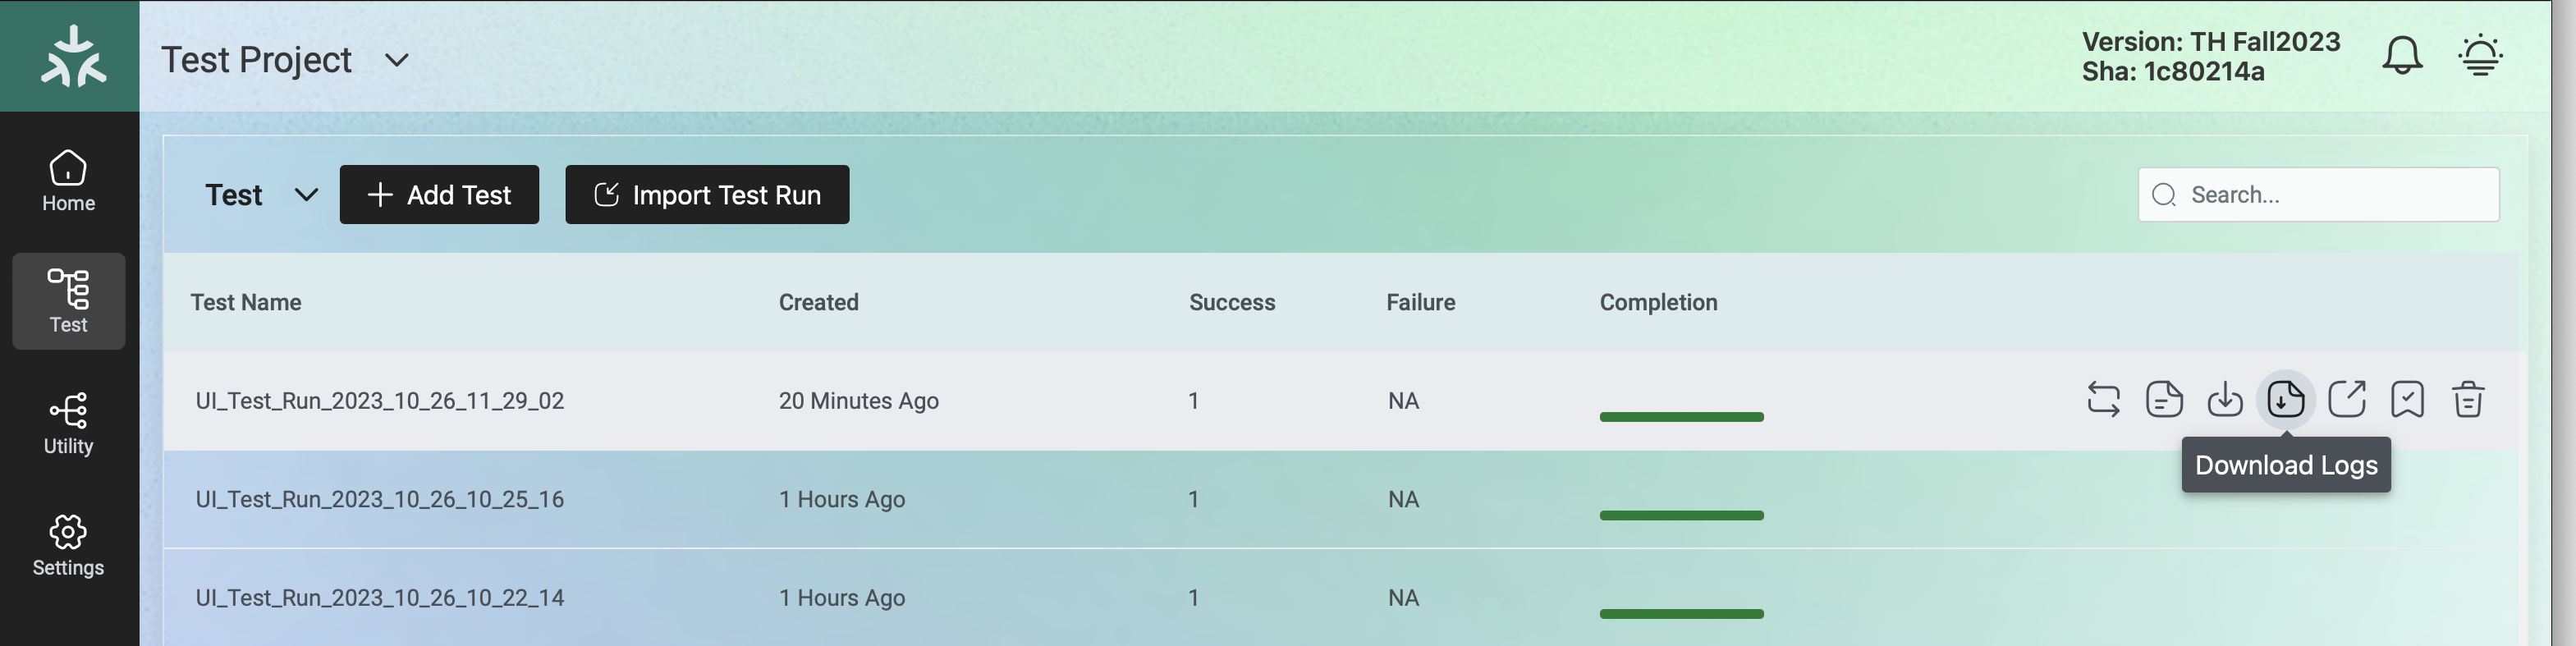 Test Project
Version: TH Fall2023
Sha: 1c80214a
Home
Test
Utility
Settings
Test
Add Test
Import Test Run
Search...
Test Name Created Success Failure Completion
UI_Test_Run_2023_10_26_11_29_02 20 Minutes Ago 1 NA
Download Logs
UI_Test_Run_2023_10_26_10_25_16 1 Hours Ago 1 NA
UI_Test_Run_2023_10_26_10_22_14 1 Hours Ago 1 NA